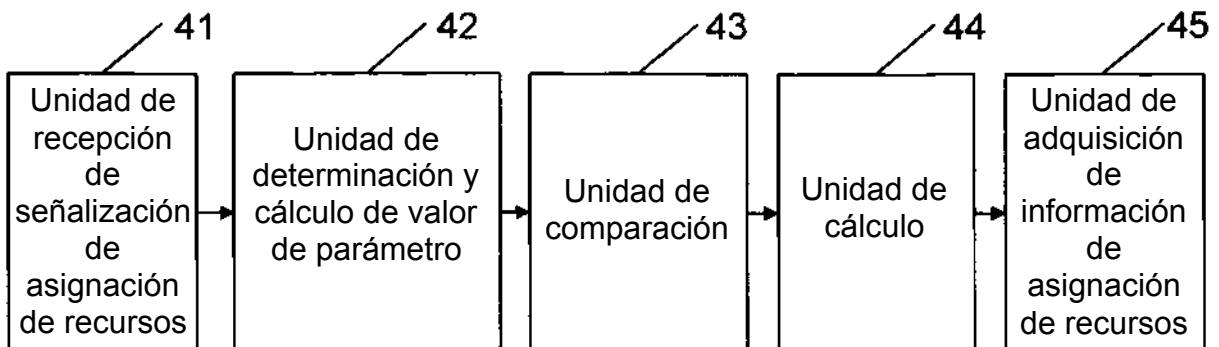 41
42
43
44
45
Unidad de
recepción
de
señalización
de
asignación
de recursos
Unidad de
determinación y
cálculo de valor
de parámetro
Unidad de
comparación
Unidad de
cálculo
Unidad de
adquisición
de
información
de
asignación
de recursos